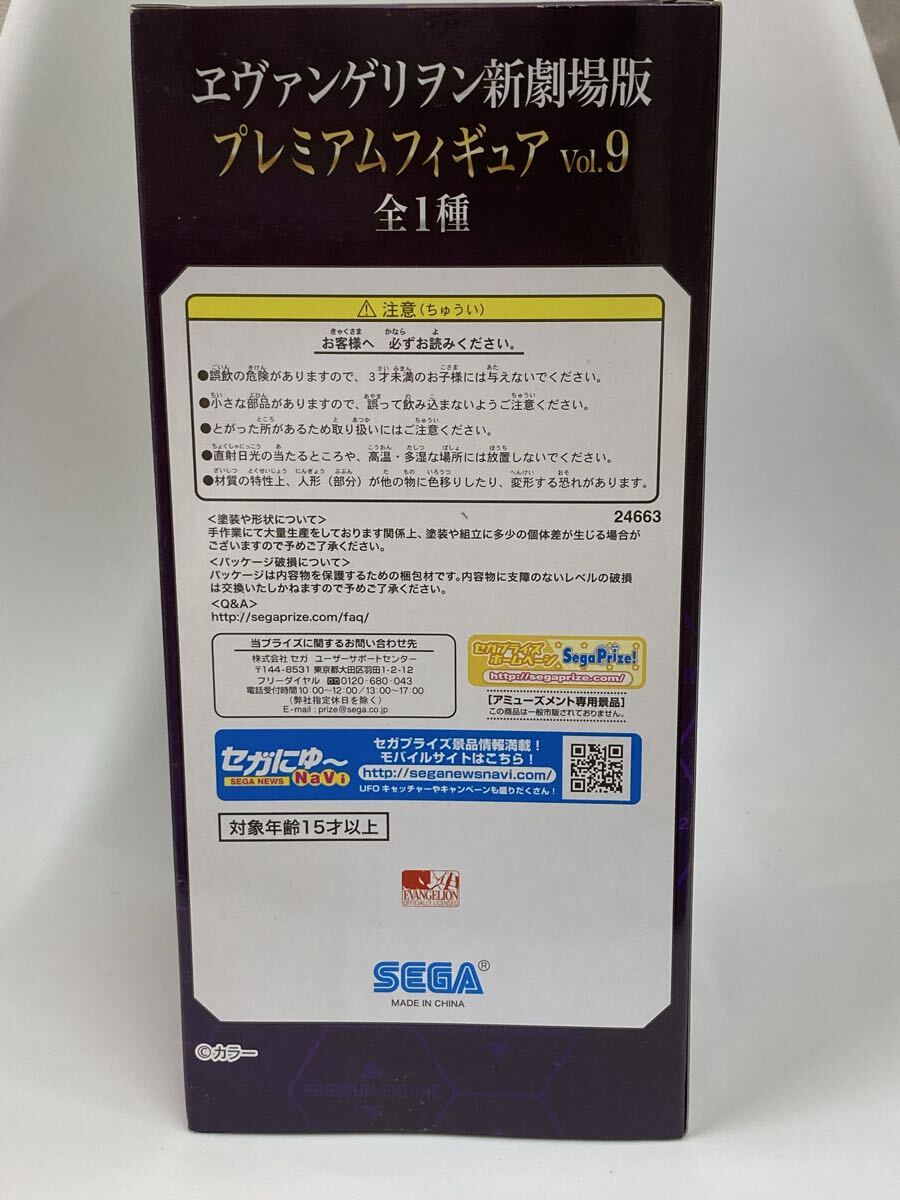 ヱヴァンゲリヲン新劇場版
プレミアムフィギュア Vol.9
全1種
⚠注意(ちゅうい)
お客様へ 必ずお読みください。
●誤飲の危険がありますので、3才未満のお子様には与えないでください。
●小さな部品がありますので、誤って飲み込まないようご注意ください。
●とがった所があるため取り扱いにはご注意ください。
●直射日光の当たるところや、高温・多湿な場所には放置しないでください。
●材質の特性上、人形(部分)が他の物に色移りしたり、変形する恐れがあります。
24663
<塗装や形状について>
手作業にて大量生産をしております関係上、塗装や組立に多少の個体差が生じる場合が
ございますので予めご了承ください。
<パッケージ破損について>
パッケージは内容物を保護するための梱包材です。内容物に支障のないレベルの破損
は交換いたしかねますので予めご了承ください。
<Q&A>
http://segaprize.com/faq/
当プライズに関するお問い合わせ先
株式会社 セガ ユーザーサポートセンター
〒144-8531 東京都大田区羽田1-2-12
フリーダイヤル 0120-680-043
電話受付時間 10:00~12:00/13:00~17:00
(弊社指定休日を除く)
E-mail : prize@sega.co.jp
セガプライズ
ホームページ
SegaPrize!
http://segaprize.com/
[アミューズメント専用景品]
この商品は一般市販されておりません。
セガにゅ~
SEGA NEWS NaVi
セガプライズ景品情報満載!
モバイルサイトはこちら!
http://seganewsnavi.com/
UFOキャッチャーやキャンペーンも盛りだくさん!
対象年齢15才以上
EVANGELION
OFFICIALLY LICENSED
SEGA®
MADE IN CHINA
©カラー
PREMIUM FIGURE